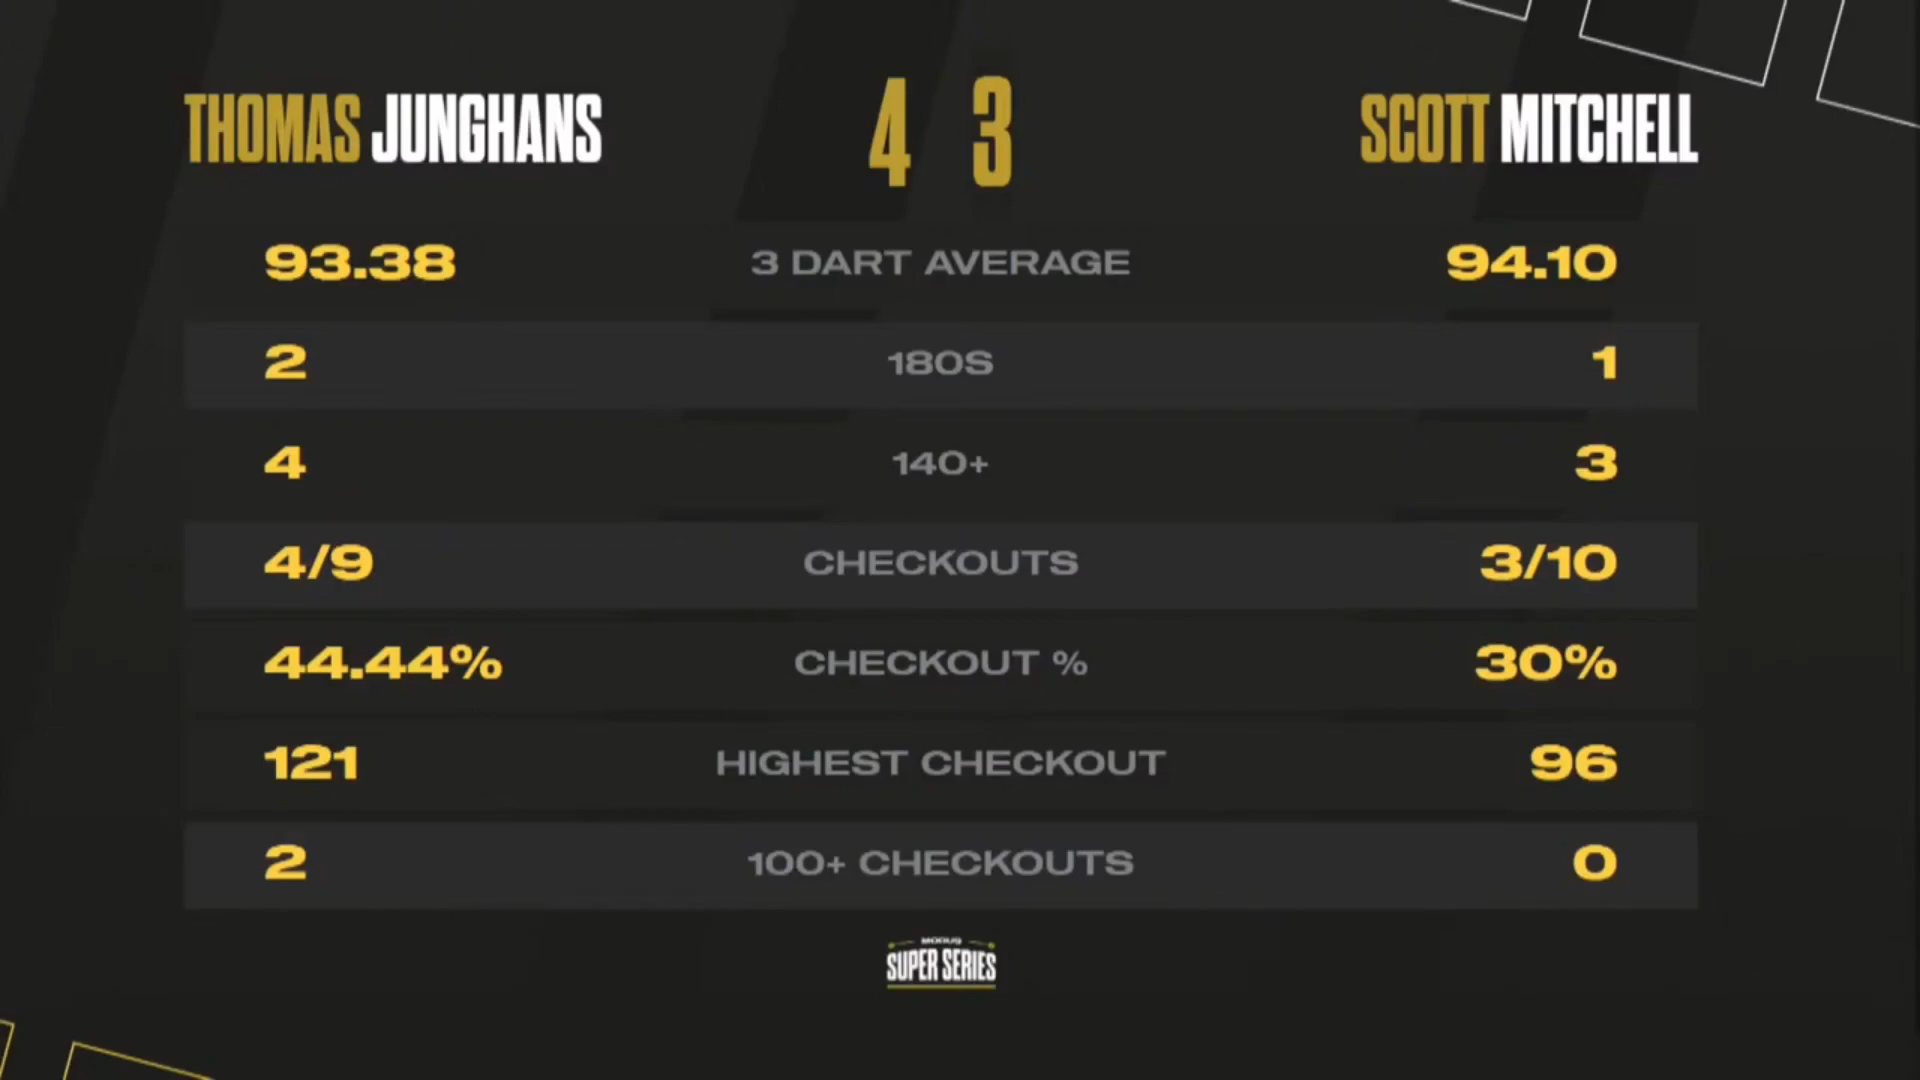 THOMAS JUNGHANS 4 3 SCOTT MITCHELL
93.38 3 DART AVERAGE 94.10
2 180S 1
4 140+ 3
4/9 CHECKOUTS 3/10
44.44% CHECKOUT % 30%
121 HIGHEST CHECKOUT 96
2 100+ CHECKOUTS 0
MODUS
SUPER SERIES